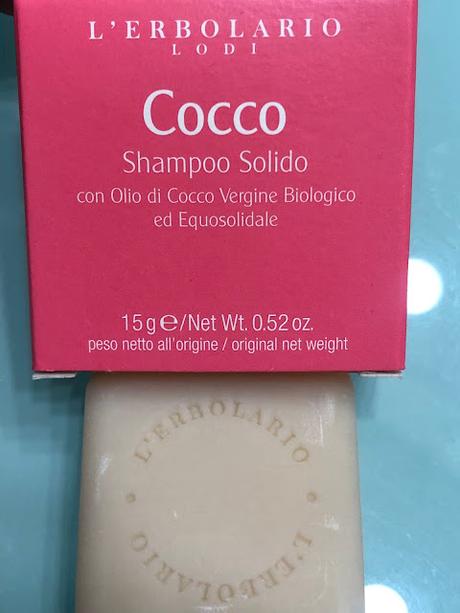 L'ERBOLARIO
LODI
Cocco
Shampoo Solido
con Olio di Cocco Vergine Biologico
ed Equosolidale
15 g ℮/Net Wt. 0.52 oz.
peso netto all'origine / original net weight
L'ERBOLARIO
L'ERBOLARIO